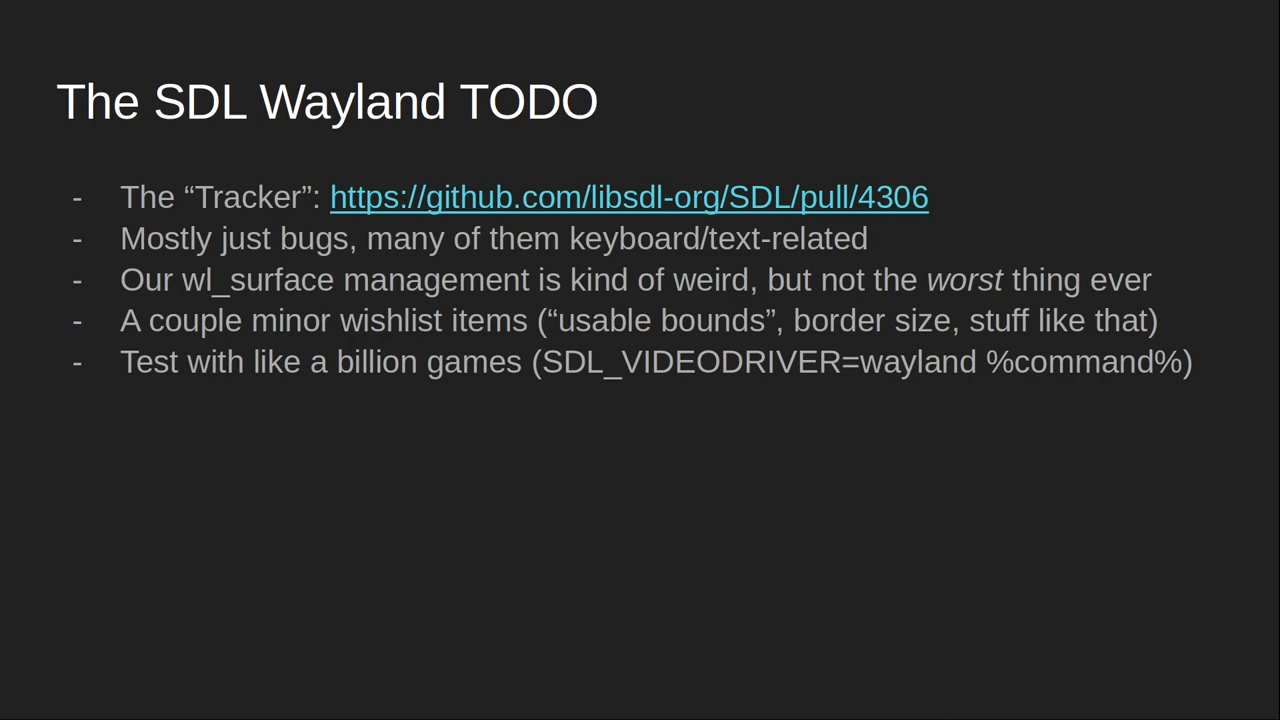 The SDL Wayland TODO
- The “Tracker”: https://github.com/libsdl-org/SDL/pull/4306
- Mostly just bugs, many of them keyboard/text-related
- Our wl_surface management is kind of weird, but not the worst thing ever
- A couple minor wishlist items (“usable bounds”, border size, stuff like that)
- Test with like a billion games (SDL_VIDEODRIVER=wayland %command%)